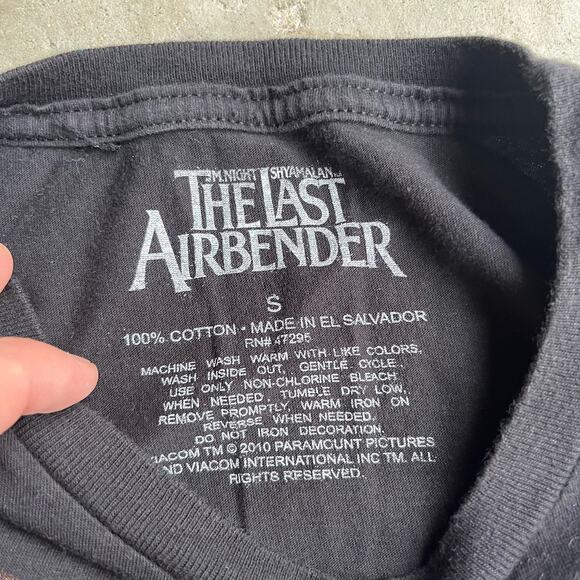 M.NIGHT SHYAMALAN
THE LAST
AIRBENDER
S
100% COTTON • MADE IN EL SALVADOR
RN# 47295
MACHINE WASH WARM WITH LIKE COLORS,
WASH INSIDE OUT, GENTLE CYCLE,
USE ONLY NON-CHLORINE BLEACH
WHEN NEEDED. TUMBLE DRY LOW,
REMOVE PROMPTLY, WARM IRON ON
REVERSE WHEN NEEDED.
DO NOT IRON DECORATION.
VIACOM TM © 2010 PARAMOUNT PICTURES
AND VIACOM INTERNATIONAL INC TM. ALL
RIGHTS RESERVED.